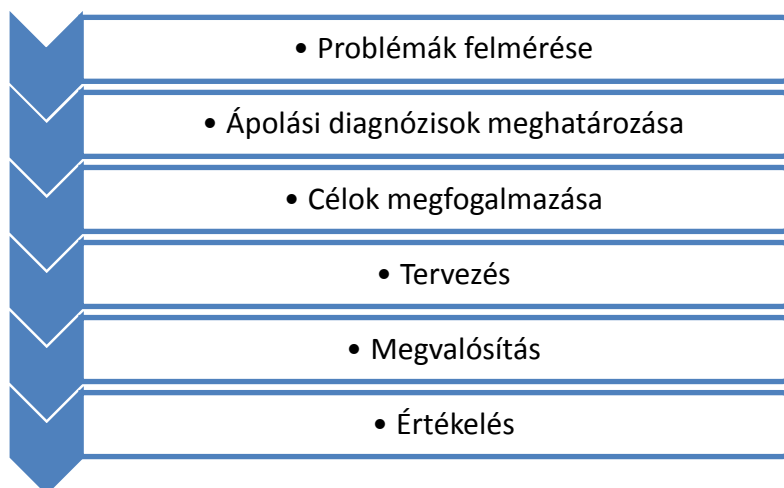 • Problémák felmérése
• Ápolási diagnózisok meghatározása
• Célok megfogalmazása
• Tervezés
• Megvalósítás
• Értékelés